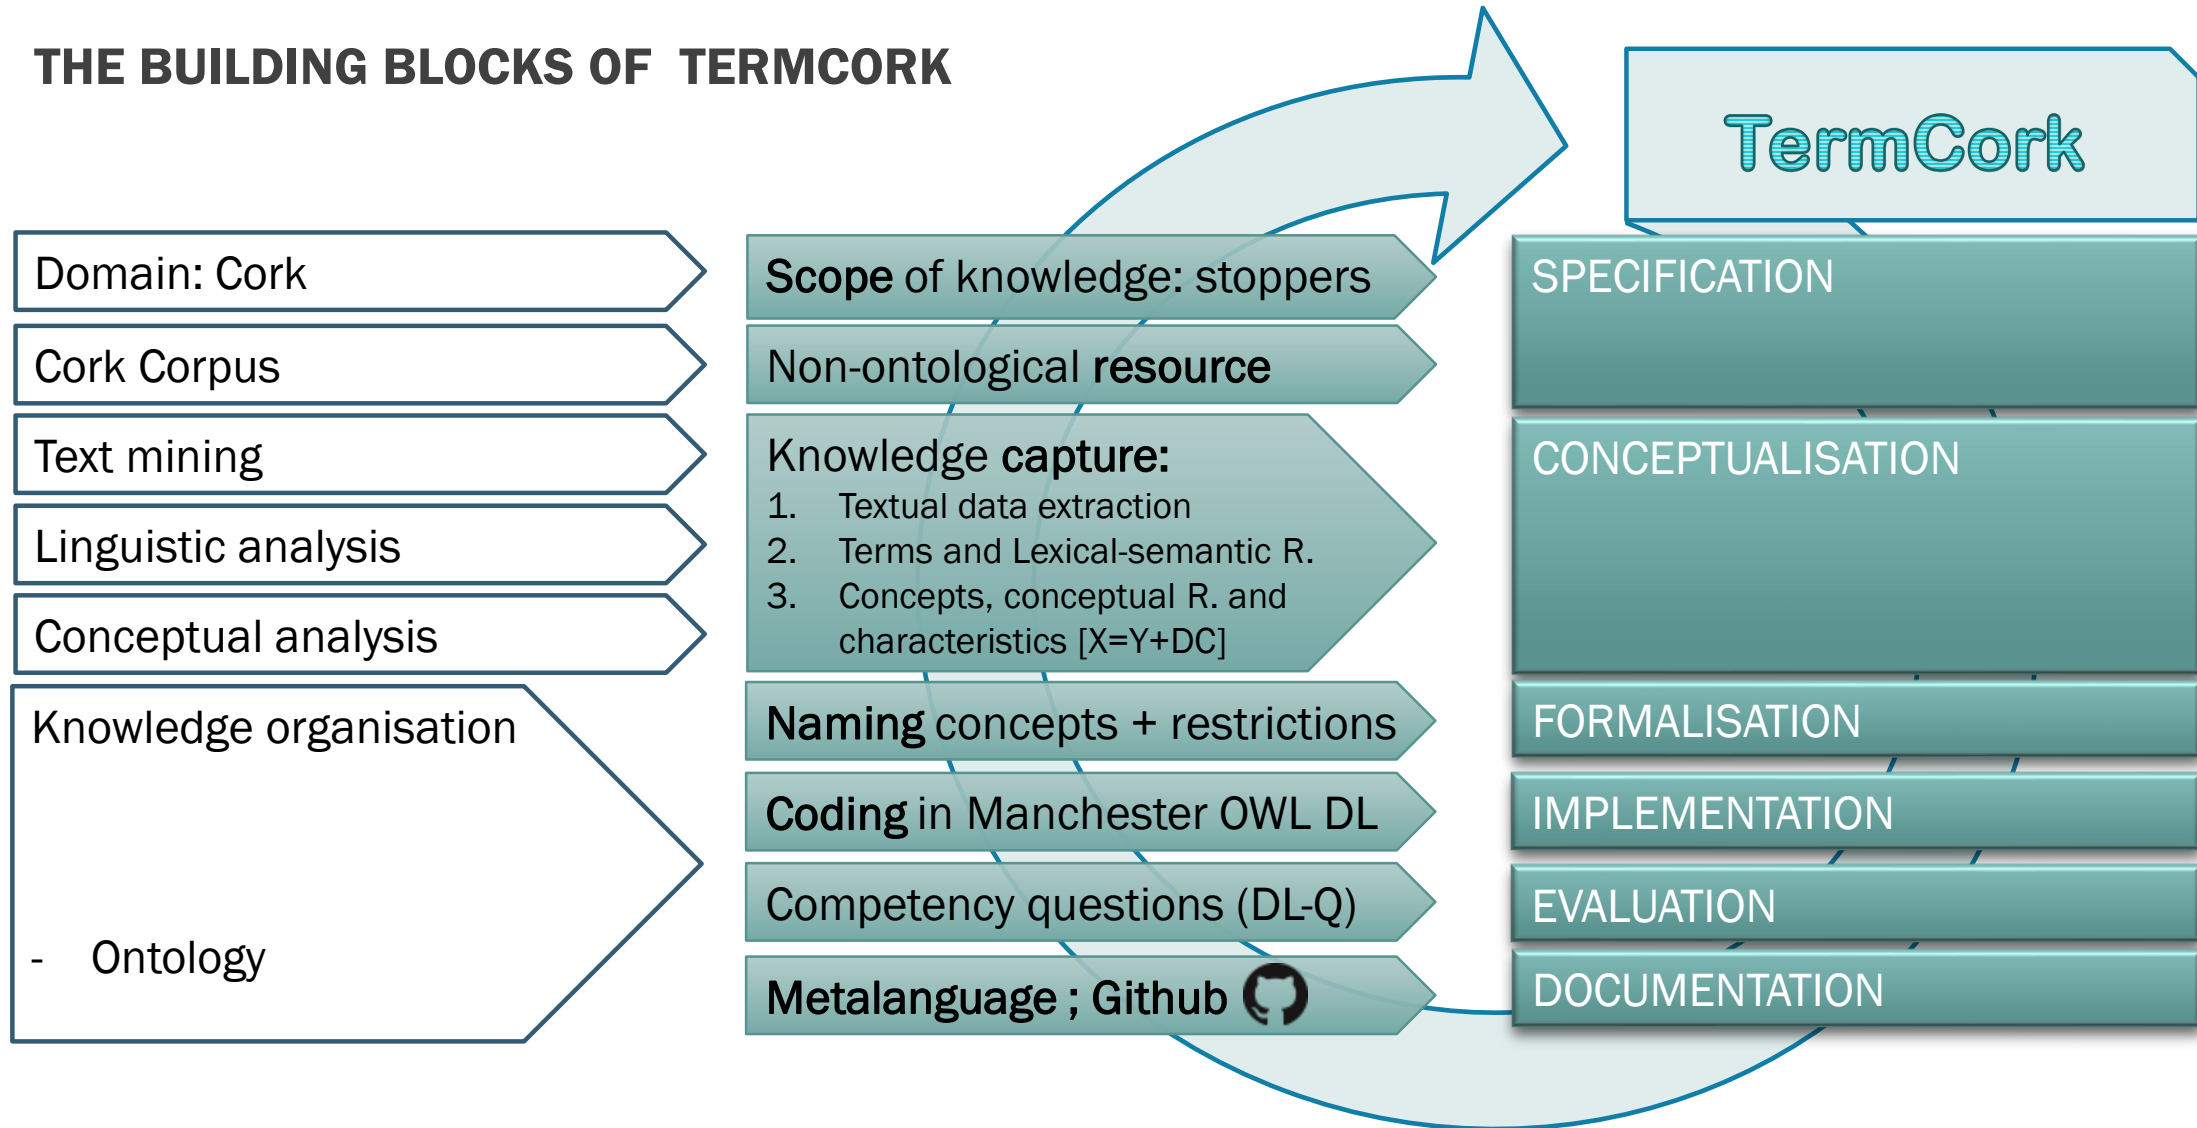 THE BUILDING BLOCKS OF TERMCORK
TermCork
Domain: Cork
Cork Corpus
Text mining
Linguistic analysis
Conceptual analysis
Knowledge organisation
- Ontology
Scope of knowledge: stoppers
Non-ontological resource
Knowledge capture:
1. Textual data extraction
2. Terms and Lexical-semantic R.
3. Concepts, conceptual R. and
characteristics [X=Y+DC]
Naming concepts + restrictions
Coding in Manchester OWL DL
Competency questions (DL-Q)
Metalanguage ; Github
SPECIFICATION
CONCEPTUALISATION
FORMALISATION
IMPLEMENTATION
EVALUATION
DOCUMENTATION